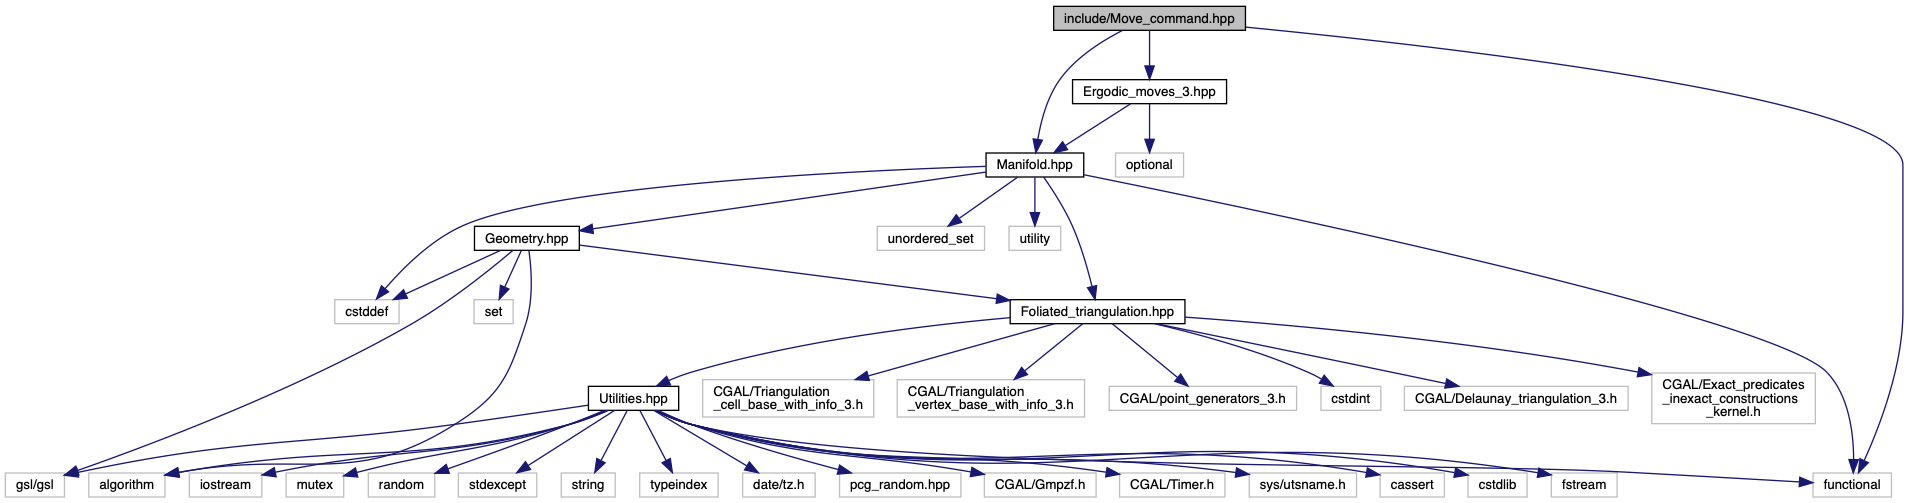 include/Move_command.hpp
Ergodic_moves_3.hpp
Manifold.hpp
optional
Geometry.hpp
unordered_set
utility
cstddef
set
Foliated_triangulation.hpp
Utilities.hpp
CGAL/Triangulation
_cell_base_with_info_3.h
CGAL/Triangulation
_vertex_base_with_info_3.h
CGAL/point_generators_3.h
cstdint
CGAL/Delaunay_triangulation_3.h
CGAL/Exact_predicates
_inexact_constructions
_kernel.h
gsl/gsl
algorithm
iostream
mutex
random
stdexcept
string
typeindex
date/tz.h
pcg_random.hpp
CGAL/Gmpzf.h
CGAL/Timer.h
sys/utsname.h
cassert
cstdlib
fstream
functional